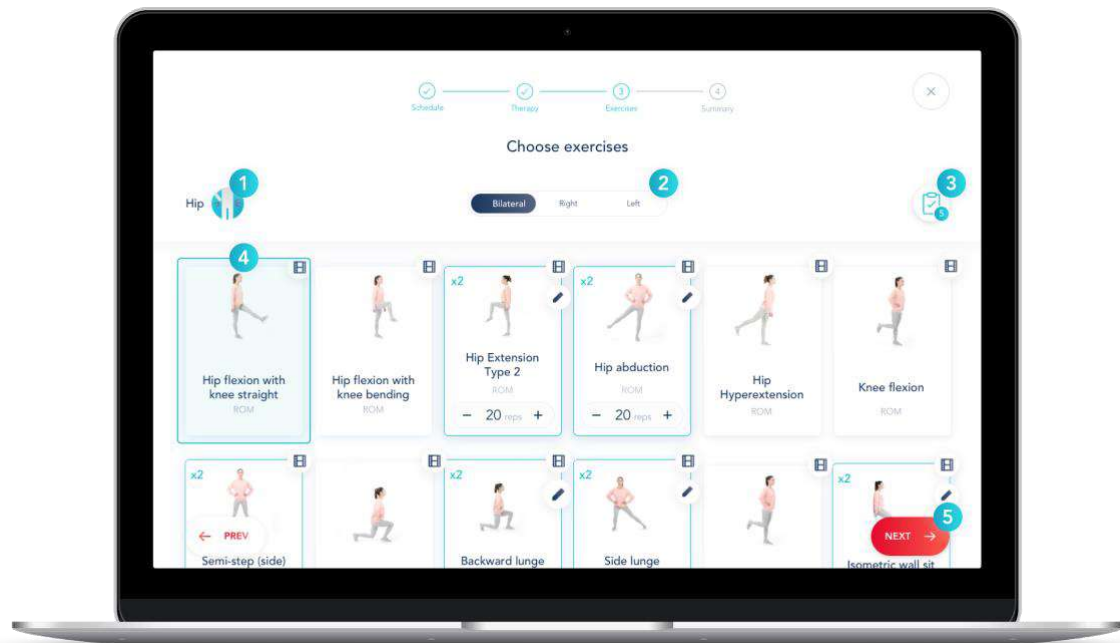 Schedule
Therapy
3
Exercises
4
Summary
Choose exercises
Hip
1
Bilateral
Right
Left
2
3
5
4
Hip flexion with
knee straight
ROM
Hip flexion with
knee bending
ROM
x2
Hip Extension
Type 2
ROM
− 20 reps +
x2
Hip abduction
ROM
− 20 reps +
Hip
Hyperextension
ROM
Knee flexion
ROM
x2
← PREV
Semi-step (side)
x2
Backward lunge
x2
Side lunge
x2
5
NEXT →
Isometric wall sit